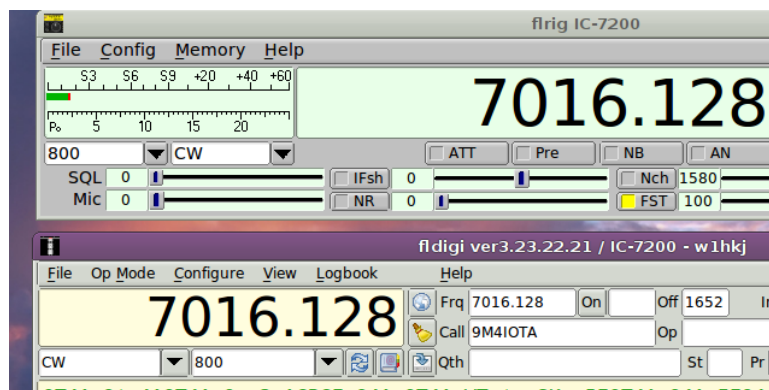 flrig IC-7200
File Config Memory Help
S3 S6 S9 +20 +40 +60
7016.128
Po 5 10 15 20
800 CW ATT Pre NB AN
SQL 0 IFsh 0 Nch 1580
Mic 0 NR 0 FST 100
fldigi ver3.23.22.21 / IC-7200 - w1hkj
File Op Mode Configure View Logbook Help
7016.128 Frq 7016.128 On Off 1652
Call 9M4IOTA Op
CW 800 Qth St Pr